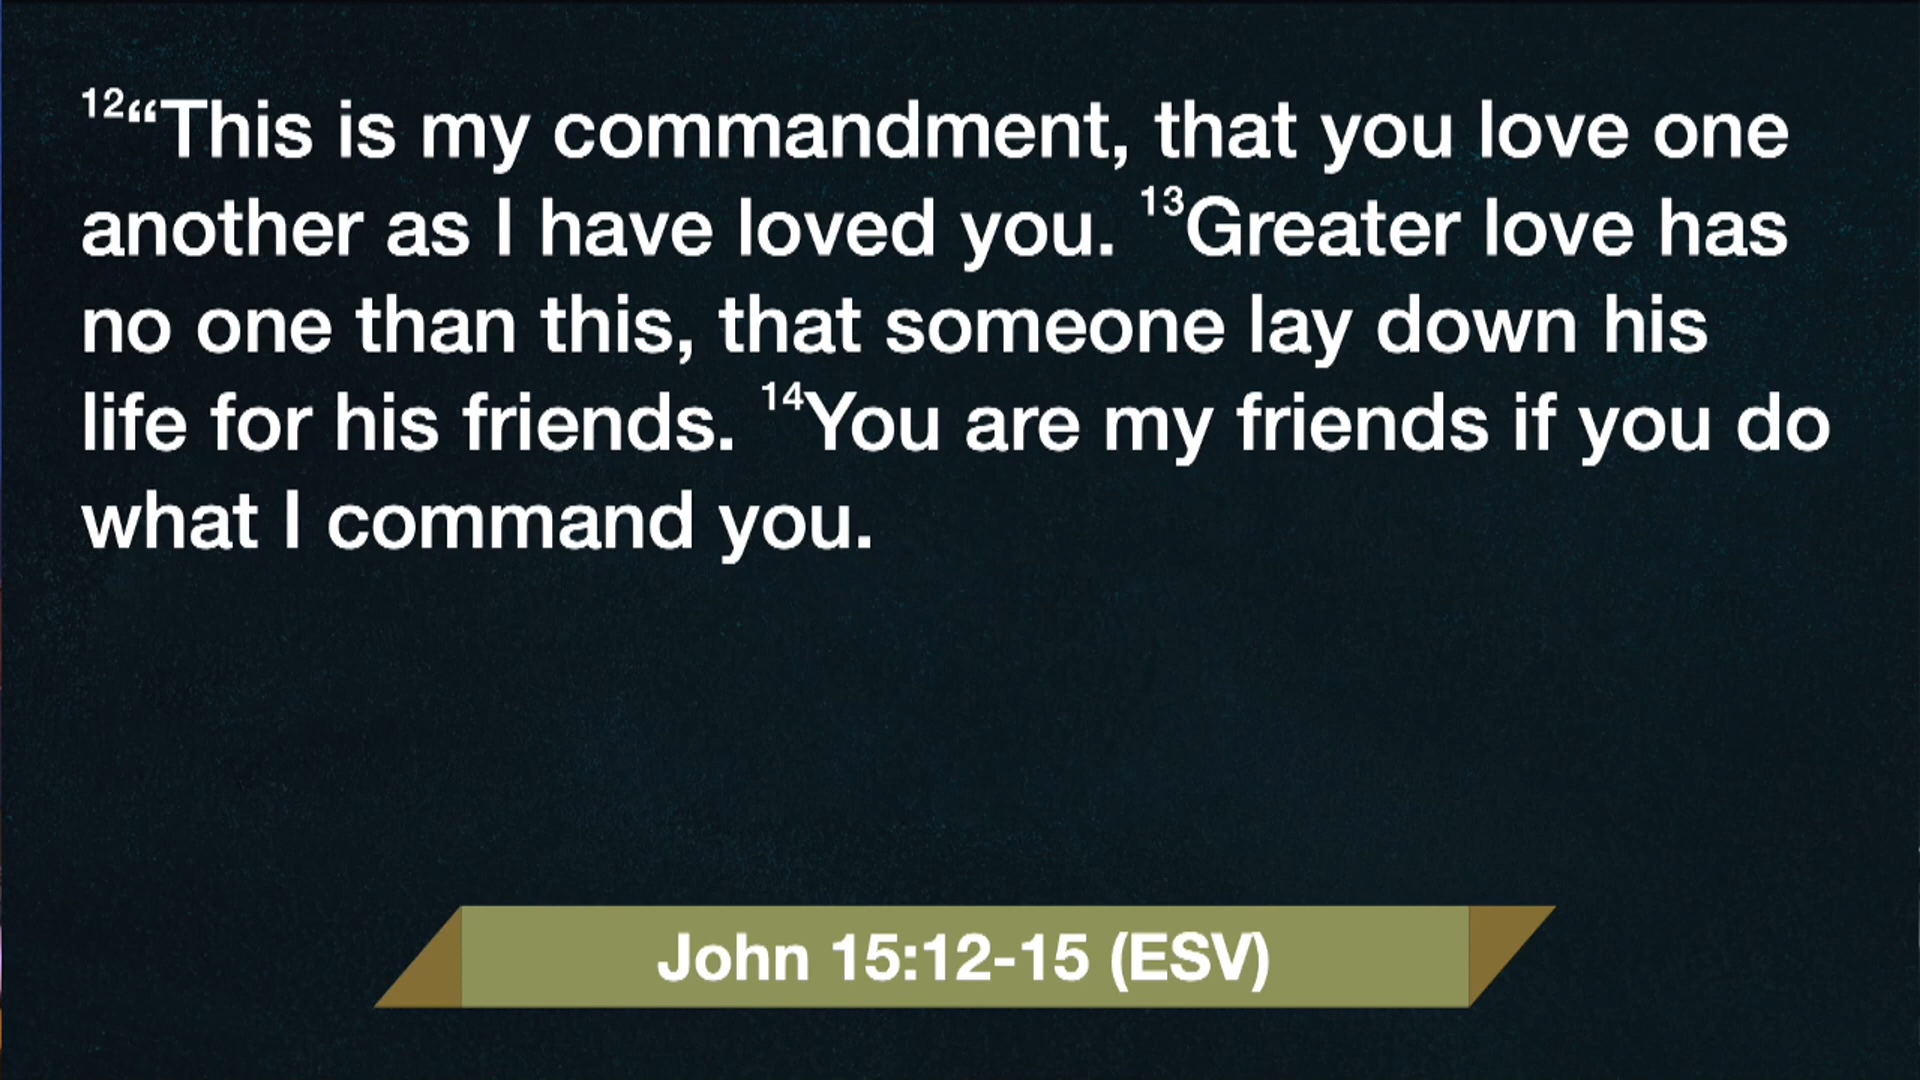 ¹²“This is my commandment, that you love one
another as I have loved you. ¹³Greater love has
no one than this, that someone lay down his
life for his friends. ¹⁴You are my friends if you do
what I command you.
John 15:12-15 (ESV)